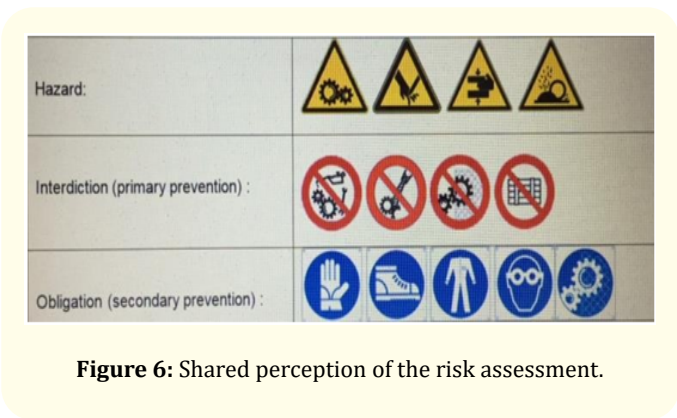 Hazard:
Interdiction (primary prevention) :
Obligation (secondary prevention) :
Figure 6: Shared perception of the risk assessment.